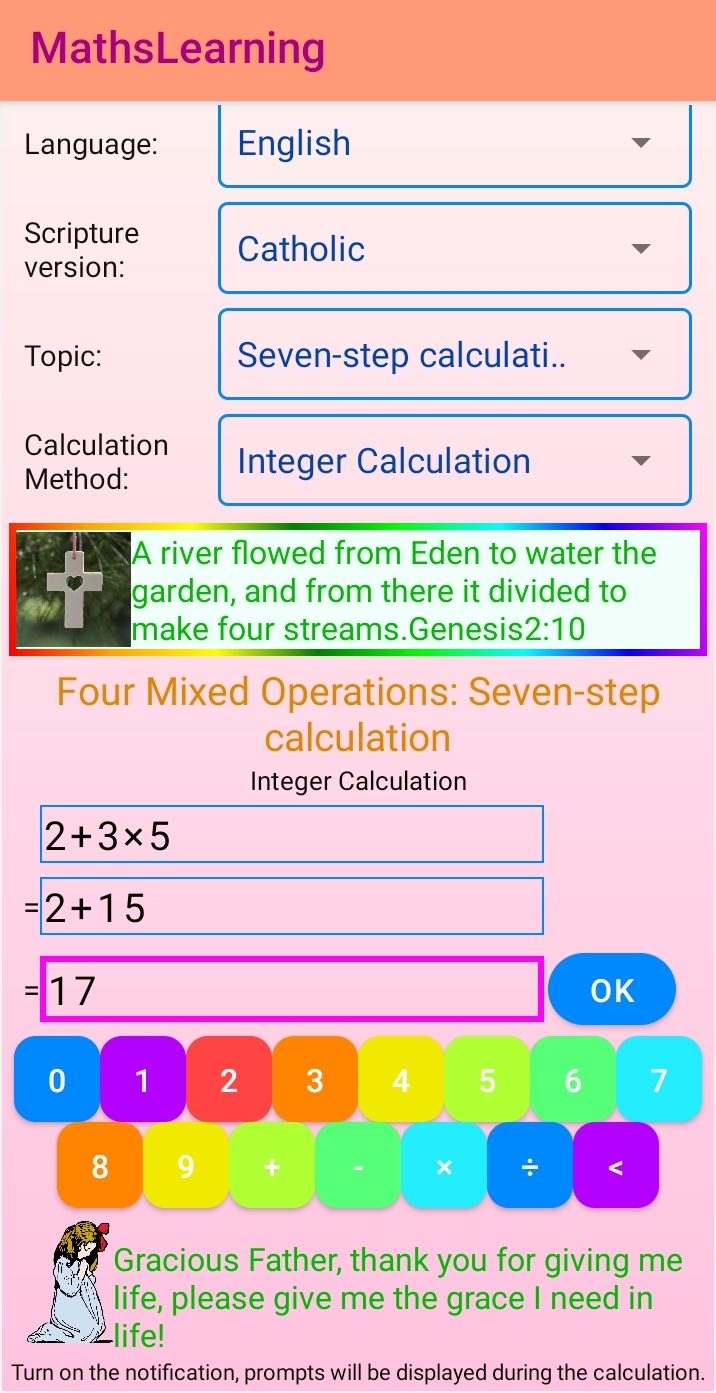 MathsLearning
Language:
English
Scripture
version:
Catholic
Topic:
Seven-step calculati..
Calculation
Method:
Integer Calculation
A river flowed from Eden to water the
garden, and from there it divided to
make four streams.Genesis2:10
Four Mixed Operations: Seven-step
calculation
Integer Calculation
2+3×5
=2+15
=17
OK
0 1 2 3 4 5 6 7
8 9 + - × ÷ <
Gracious Father, thank you for giving me
life, please give me the grace I need in
life!
Turn on the notification, prompts will be displayed during the calculation.